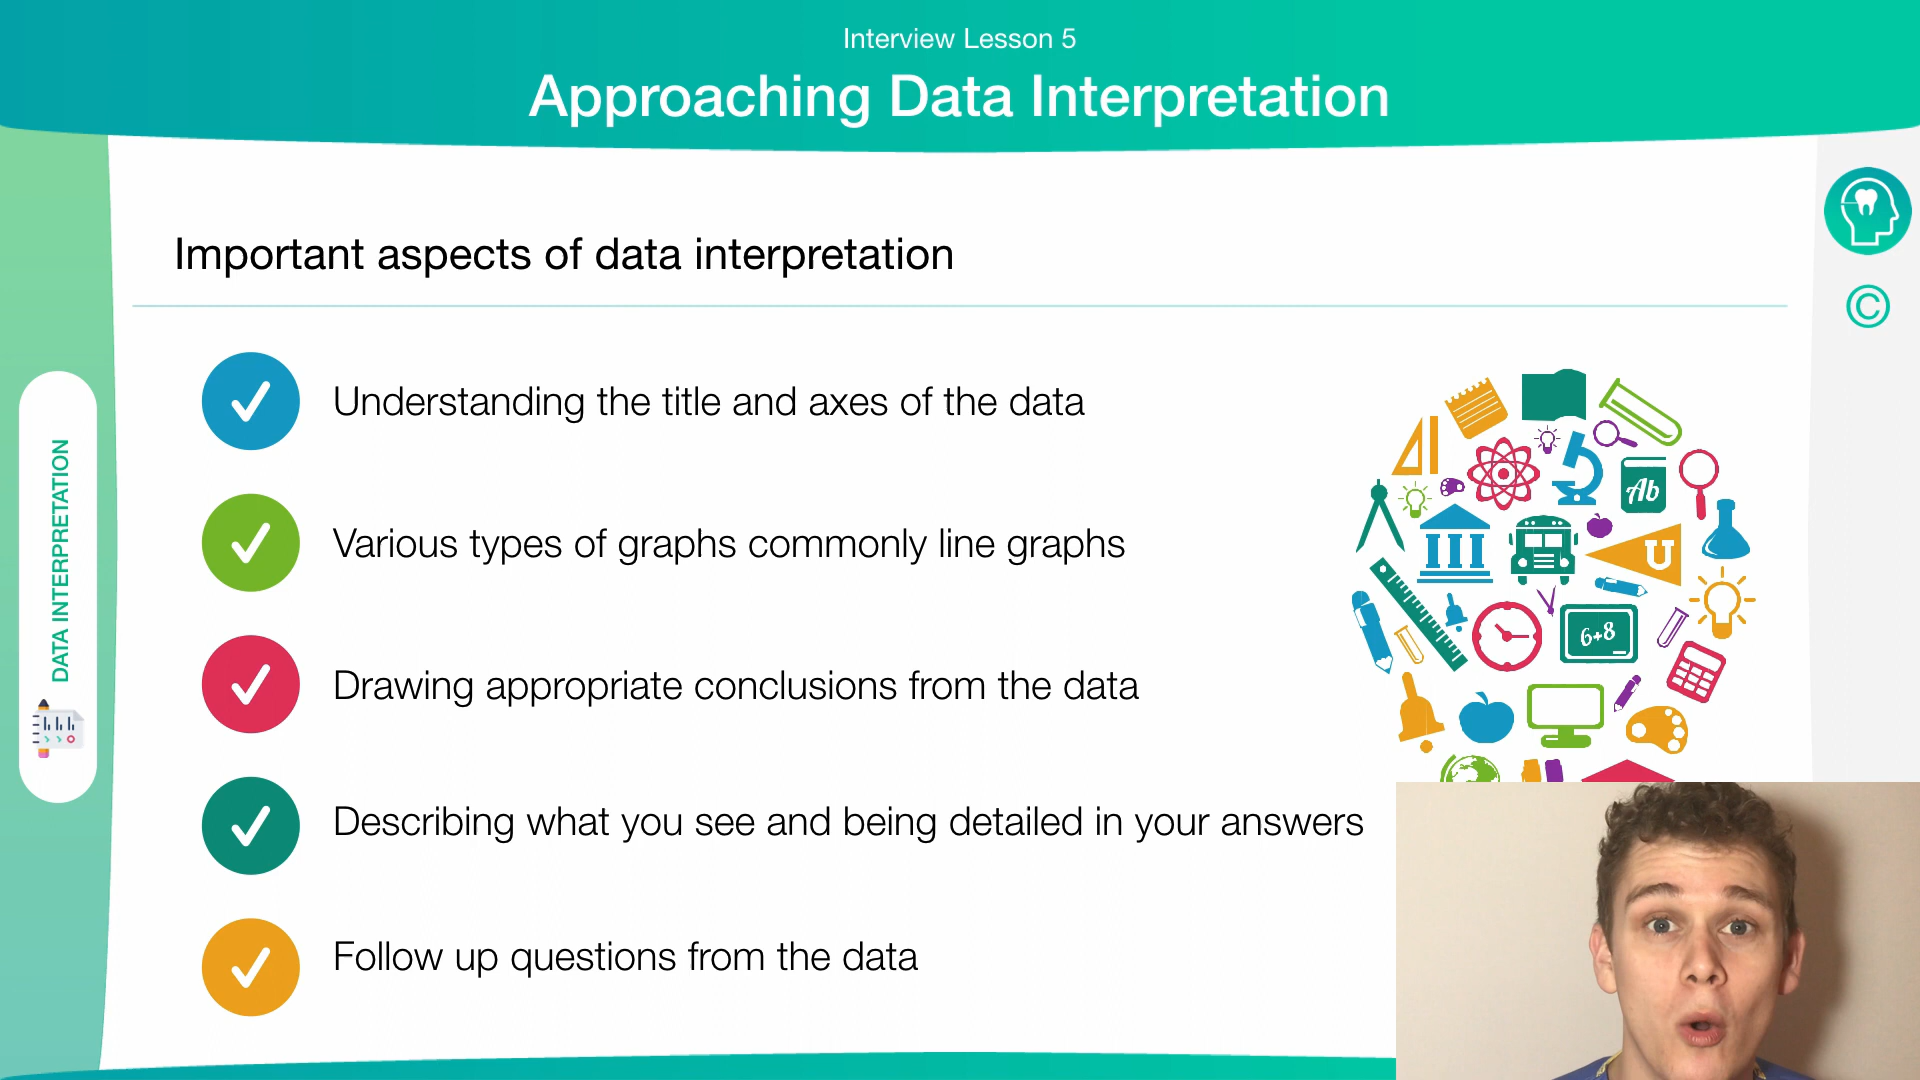 Interview Lesson 5
Approaching Data Interpretation
Important aspects of data interpretation
Understanding the title and axes of the data
Various types of graphs commonly line graphs
Drawing appropriate conclusions from the data
Describing what you see and being detailed in your answers
Follow up questions from the data
DATA INTERPRETATION
©
Ab
U
6+8